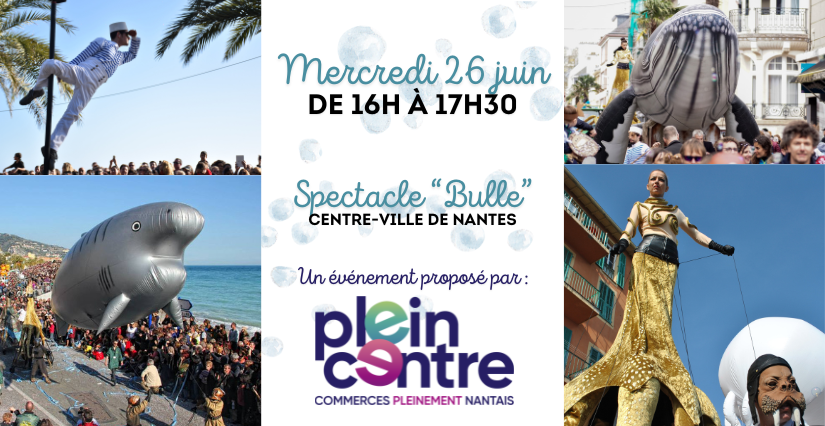 Mercredi 26 juin
DE 16H À 17H30
Spectacle “Bulle”
CENTRE-VILLE DE NANTES
Un événement proposé par :
plein
centre
COMMERCES PLEINEMENT NANTAIS